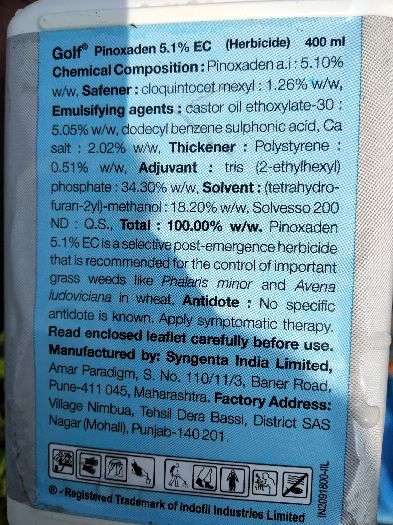 Golf® Pinoxaden 5.1% EC (Herbicide) 400 ml
Chemical Composition : Pinoxaden a.i : 5.10%
w/w, Safener : cloquintocet mexyl : 1.26% w/w,
Emulsifying agents : castor oil ethoxylate-30 :
5.05% w/w, dodecyl benzene sulphonic acid, Ca
salt : 2.02% w/w, Thickener : Polystyrene :
0.51% w/w, Adjuvant : tris (2-ethylhexyl)
phosphate : 34.30% w/w, Solvent : (tetrahydro-
furan-2yl)-methanol : 18.20% w/w, Solvesso 200
ND : Q.S., Total : 100.00% w/w. Pinoxaden
5.1% EC is a selective post-emergence herbicide
that is recommended for the control of important
grass weeds like Phalaris minor and Avena
ludoviciana in wheat. Antidote : No specific
antidote is known. Apply symptomatic therapy.
Read enclosed leaflet carefully before use.
Manufactured by: Syngenta India Limited,
Amar Paradigm, S. No. 110/11/3, Baner Road,
Pune-411 045, Maharashtra. Factory Address:
Village Nimbua, Tehsil Dera Bassi, District SAS
Nagar (Mohali), Punjab-140 201.
® - Registered Trademark of Indofil Industries Limited